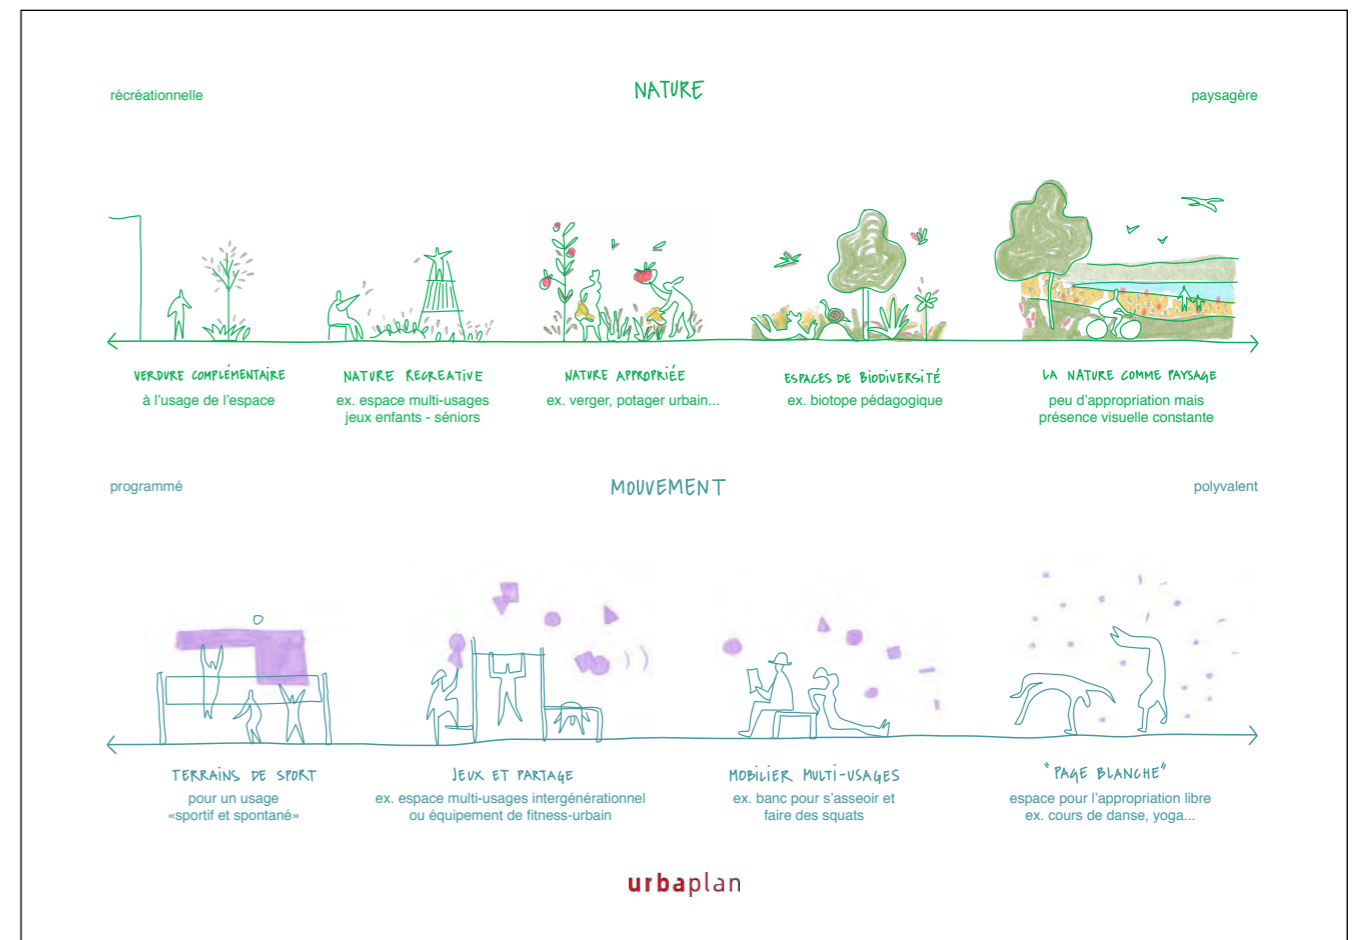 récréationnelle
NATURE
paysagère
VERDURE COMPLÉMENTAIRE
à l'usage de l'espace
NATURE RECREATIVE
ex. espace multi-usages
jeux enfants - séniors
NATURE APPROPRIÉE
ex. verger, potager urbain...
ESPACES DE BIODIVERSITÉ
ex. biotope pédagogique
LA NATURE COMME PAYSAGE
peu d'appropriation mais
présence visuelle constante
programmé
MOUVEMENT
polyvalent
TERRAINS DE SPORT
pour un usage
«sportif et spontané»
JEUX ET PARTAGE
ex. espace multi-usages intergénérationnel
ou équipement de fitness-urbain
MOBILIER MULTI-USAGES
ex. banc pour s'asseoir et
faire des squats
"PAGE BLANCHE"
espace pour l'appropriation libre
ex. cours de danse, yoga...
urbaplan